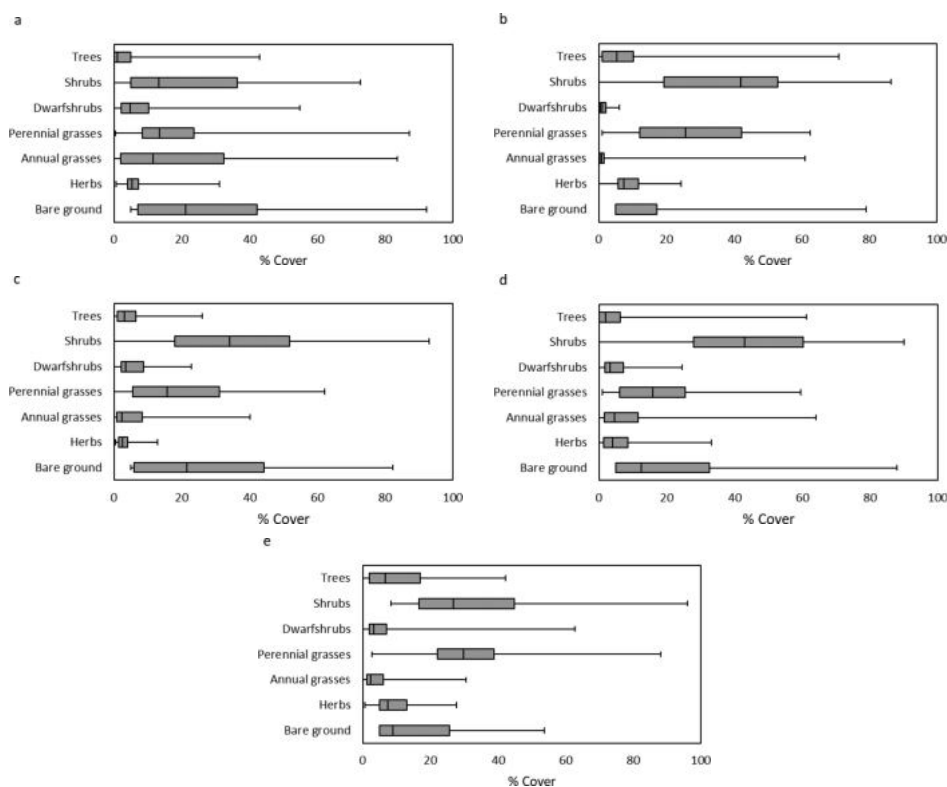 a
Trees
Shrubs
Dwarfshrubs
Perennial grasses
Annual grasses
Herbs
Bare ground
0 20 40 60 80 100
% Cover
b
Trees
Shrubs
Dwarfshrubs
Perennial grasses
Annual grasses
Herbs
Bare ground
0 20 40 60 80 100
% Cover
c
Trees
Shrubs
Dwarfshrubs
Perennial grasses
Annual grasses
Herbs
Bare ground
0 20 40 60 80 100
% Cover
d
Trees
Shrubs
Dwarfshrubs
Perennial grasses
Annual grasses
Herbs
Bare ground
0 20 40 60 80 100
% Cover
e
Trees
Shrubs
Dwarfshrubs
Perennial grasses
Annual grasses
Herbs
Bare ground
0 20 40 60 80 100
% Cover